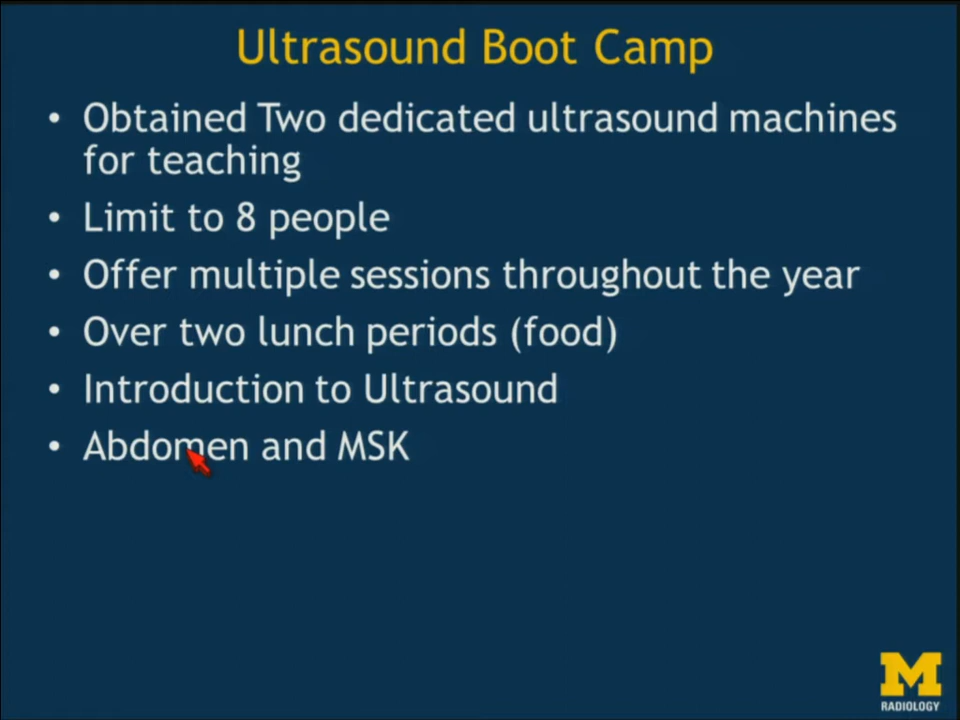 Ultrasound Boot Camp
• Obtained Two dedicated ultrasound machines
for teaching
• Limit to 8 people
• Offer multiple sessions throughout the year
• Over two lunch periods (food)
• Introduction to Ultrasound
• Abdomen and MSK
M
RADIOLOGY